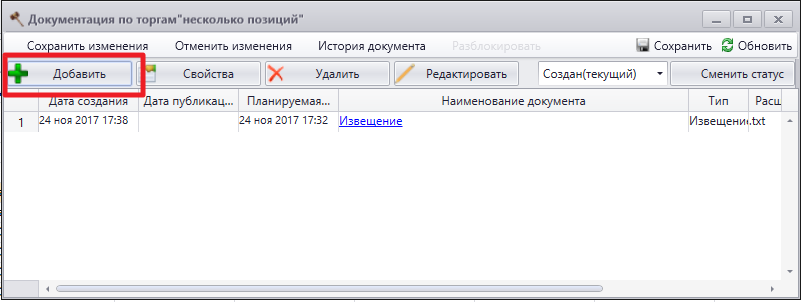 Документация по торгам"несколько позиций"
Сохранить изменения Отменить изменения История документа Разблокировать Сохранить Обновить
Добавить Свойства Удалить Редактировать Создан(текущий) Сменить статус
Дата создания Дата публикац... Планируемая... Наименование документа Тип Расш
1 24 ноя 2017 17:38 24 ноя 2017 17:32 Извещение Извещение .txt